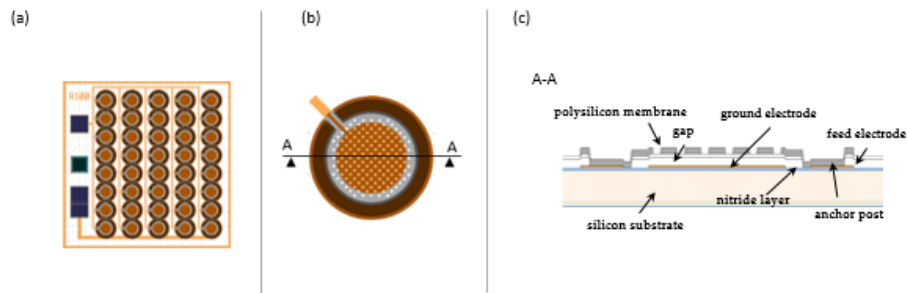 (a)
(b)
(c)
R100
A
A
A-A
polysilicon membrane
gap
ground electrode
feed electrode
nitride layer
anchor post
silicon substrate